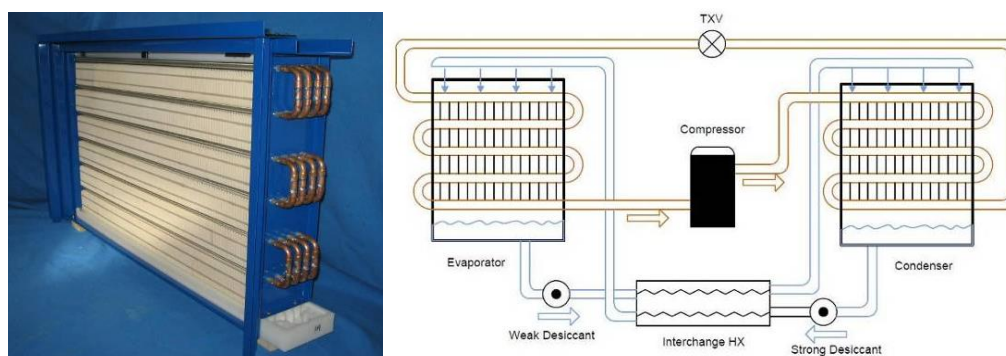 TXV
Compressor
Evaporator
Condenser
Weak Desiccant
Interchange HX
Strong Desiccant